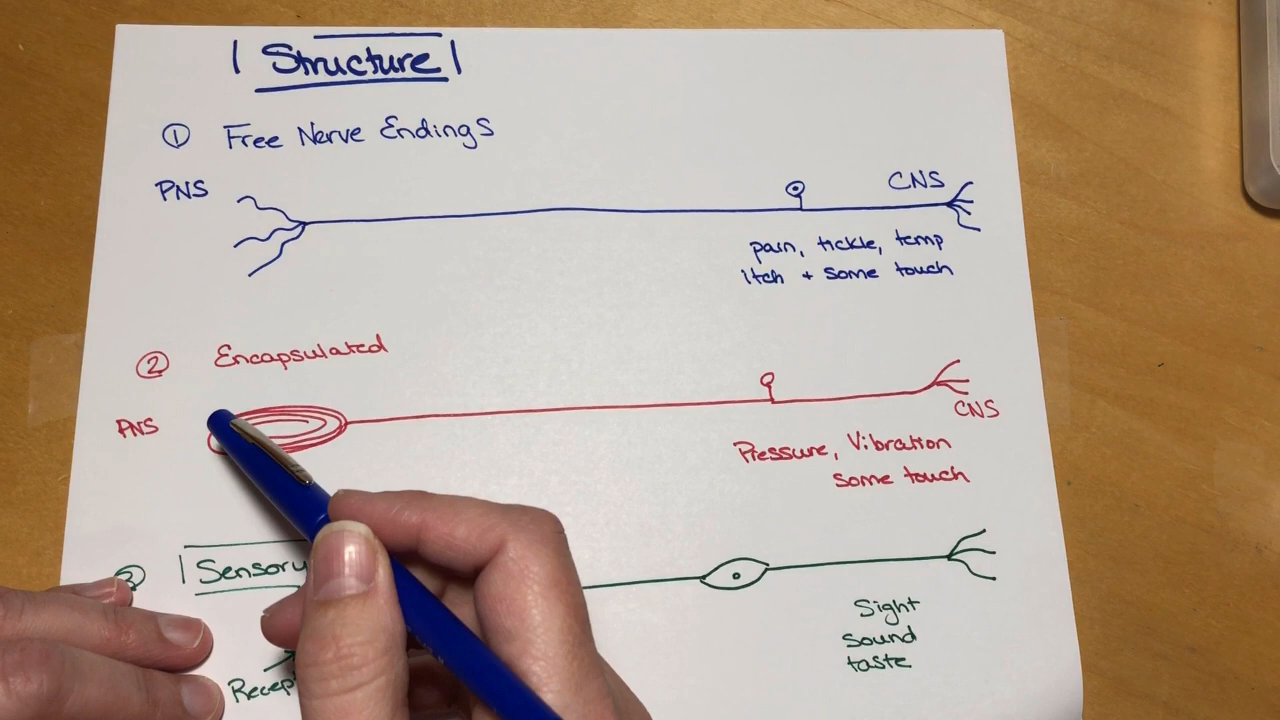 Structure
① Free Nerve Endings
PNS
CNS
pain, tickle, temp
itch + some touch
② Encapsulated
PNS
CNS
Pressure, Vibration
some touch
③ Sensory
Sight
sound
taste